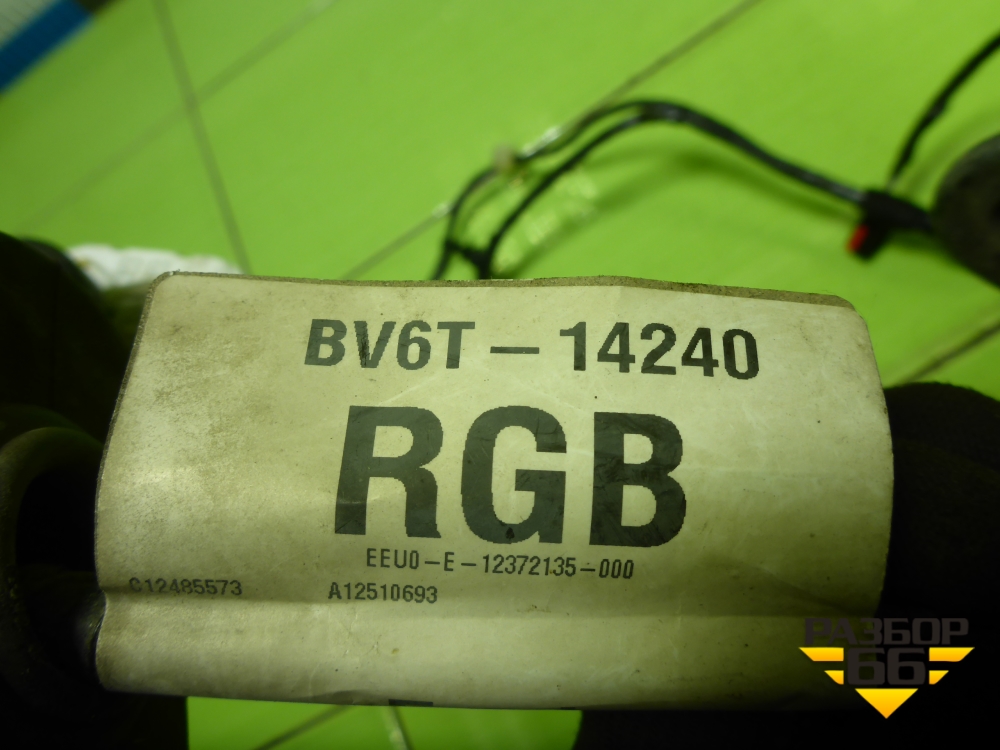 BV6T – 14240
RGB
EEU0-E-12372135-000
C12485573 A12510693
РАЗБОР
66